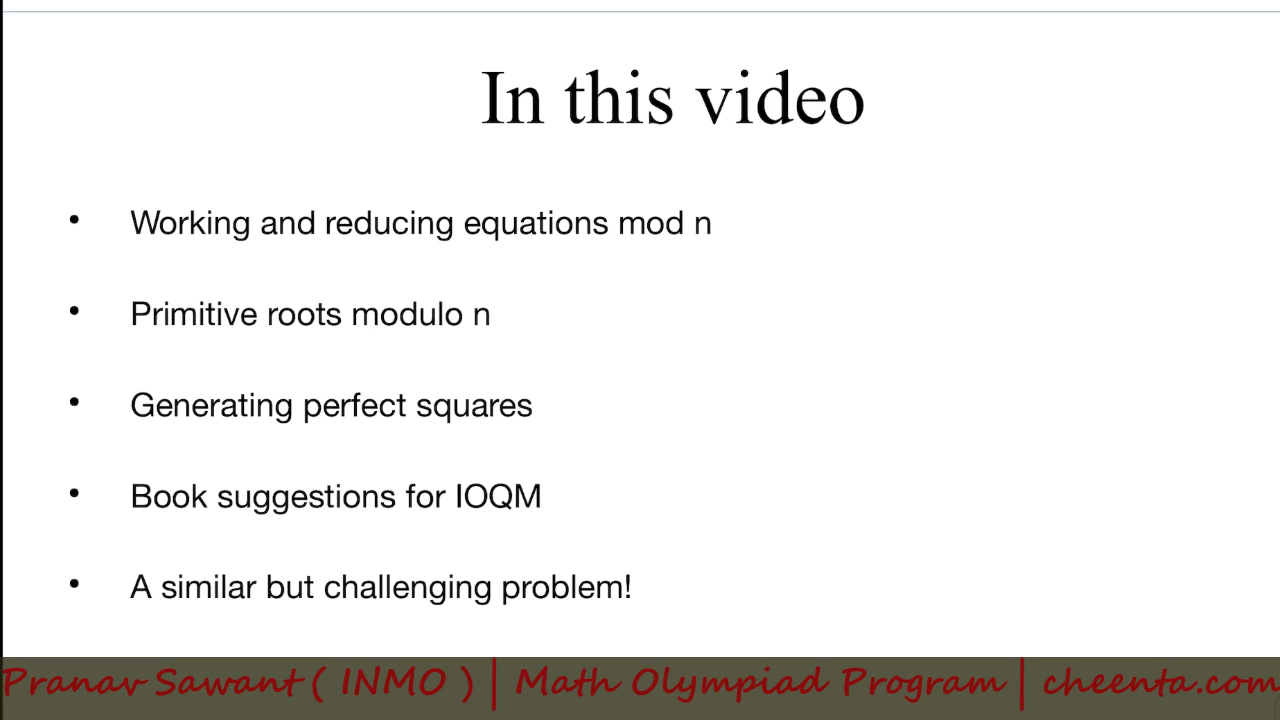 In this video
• Working and reducing equations mod n
• Primitive roots modulo n
• Generating perfect squares
• Book suggestions for IOQM
• A similar but challenging problem!
Pranav Sawant ( INMO ) | Math Olympiad Program | cheenta.com